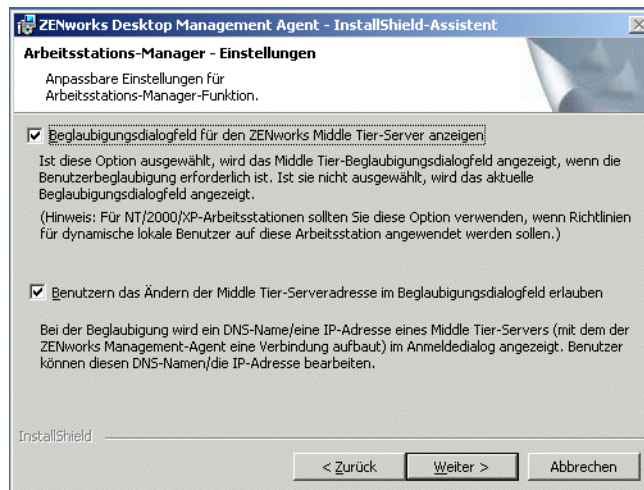 ZENworks Desktop Management Agent - InstallShield-Assistent
Arbeitsstations-Manager - Einstellungen
Anpassbare Einstellungen für
Arbeitsstations-Manager-Funktion.
Beglaubigungsdialogfeld für den ZENworks Middle Tier-Server anzeigen
Ist diese Option ausgewählt, wird das Middle Tier-Beglaubigungsdialogfeld angezeigt, wenn die
Benutzerbeglaubigung erforderlich ist. Ist sie nicht ausgewählt, wird das aktuelle
Beglaubigungsdialogfeld angezeigt.
(Hinweis: Für NT/2000/XP-Arbeitsstationen sollten Sie diese Option verwenden, wenn Richtlinien
für dynamische lokale Benutzer auf diese Arbeitsstation angewendet werden sollen.)
Benutzern das Ändern der Middle Tier-Serveradresse im Beglaubigungsdialogfeld erlauben
Bei der Beglaubigung wird ein DNS-Name/eine IP-Adresse eines Middle Tier-Servers (mit dem der
ZENworks Management-Agent eine Verbindung aufbaut) im Anmeldedialog angezeigt. Benutzer
können diesen DNS-Namen/die IP-Adresse bearbeiten.
InstallShield
< Zurück Weiter > Abbrechen